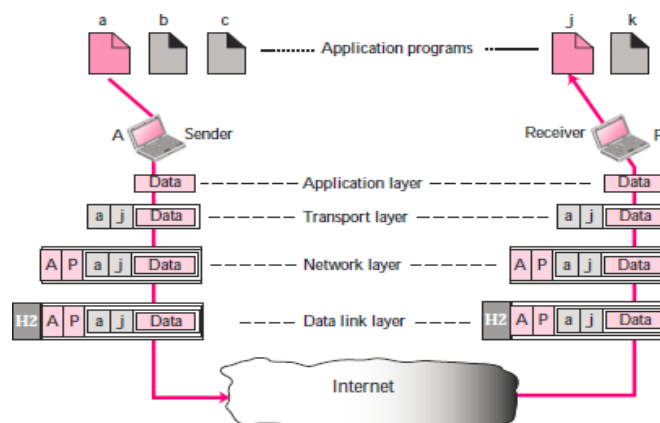 a b c j k
Application programs
A Sender Receiver P
Data Application layer Data
a j Data Transport layer a j Data
A P a j Data Network layer A P a j Data
H2 A P a j Data Data link layer H2 A P a j Data
Internet